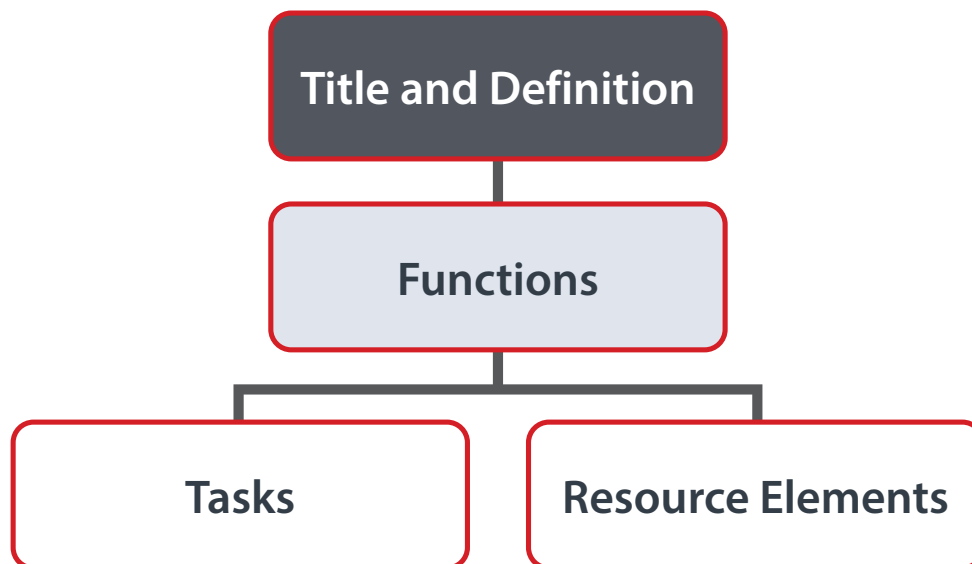 Title and Definition
Functions
Tasks
Resource Elements